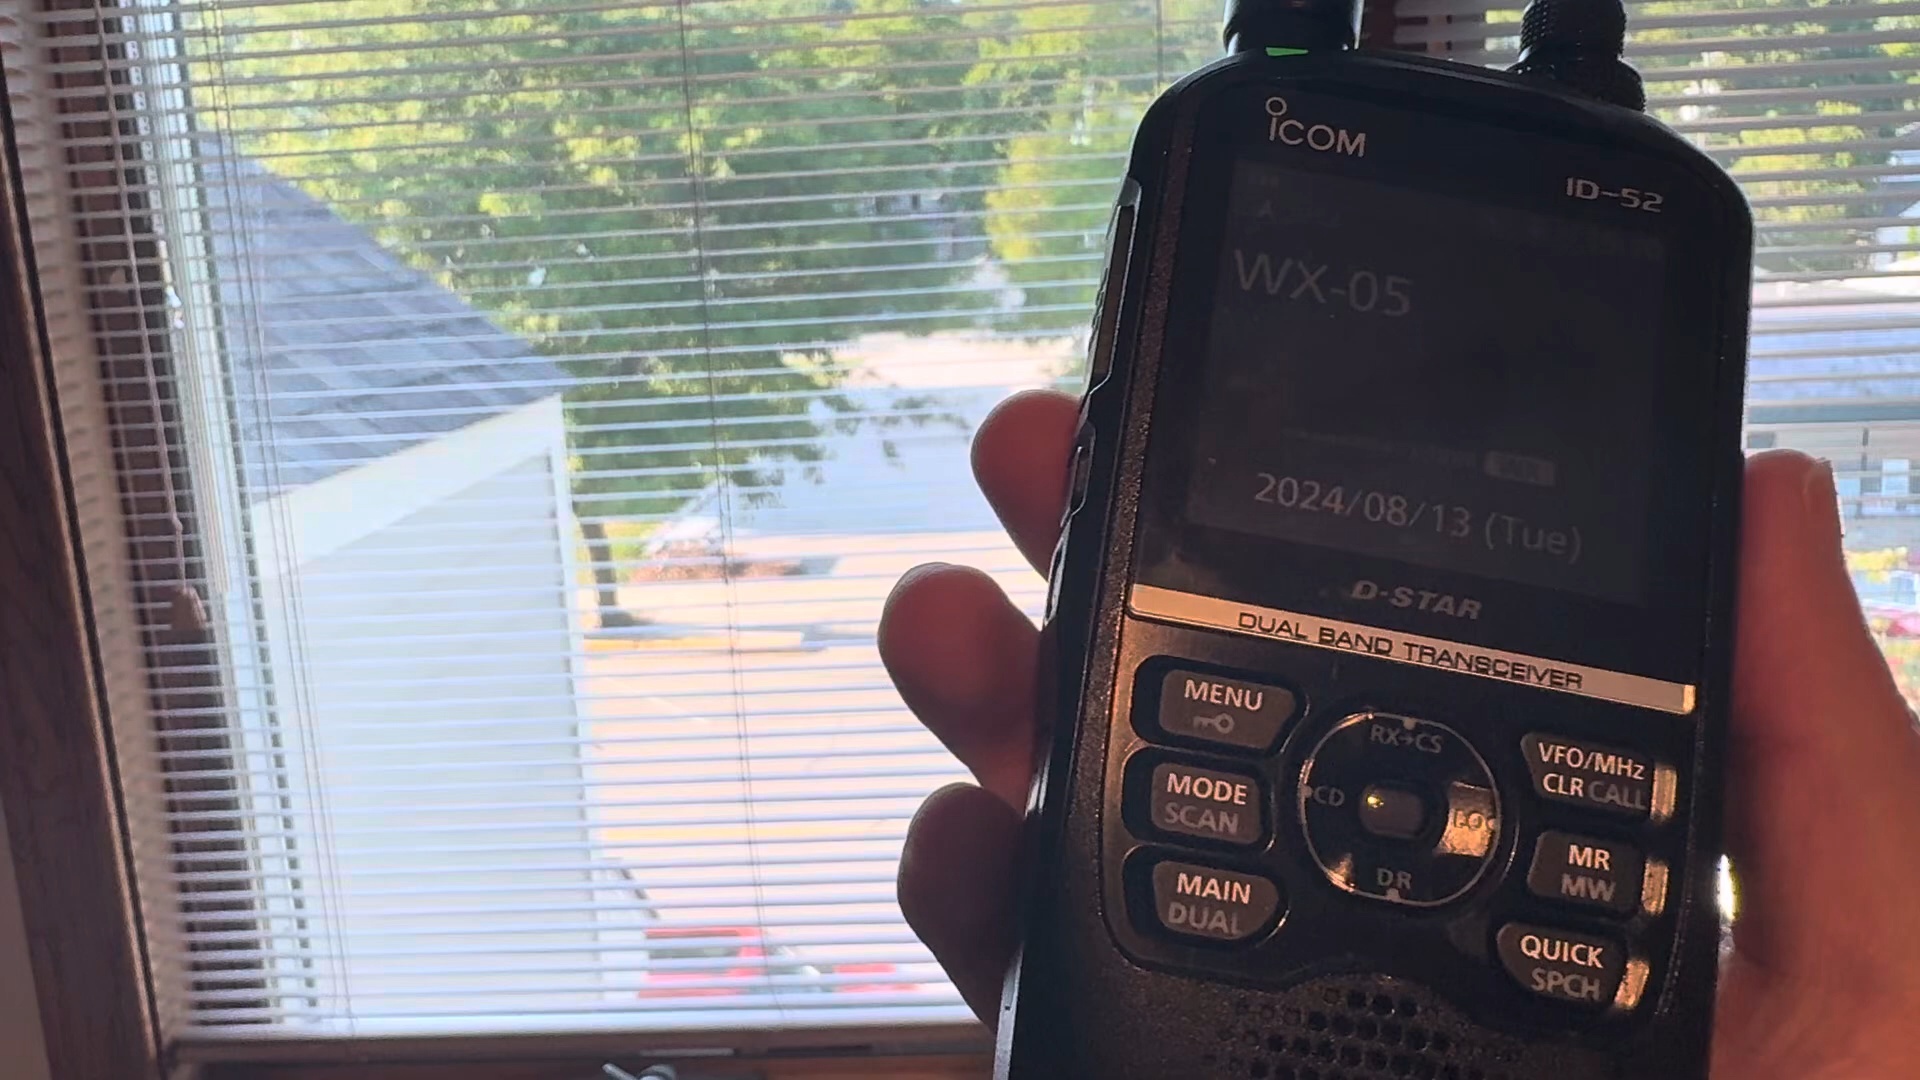 ICOM
ID-52
WX-05
2024/08/13 (Tue)
D-STAR
DUAL BAND TRANSCEIVER
MENU
RX→CS
VFO/MHz
CLR CALL
MODE
SCAN
CD
MR
MW
MAIN
DUAL
DR
QUICK
SPCH